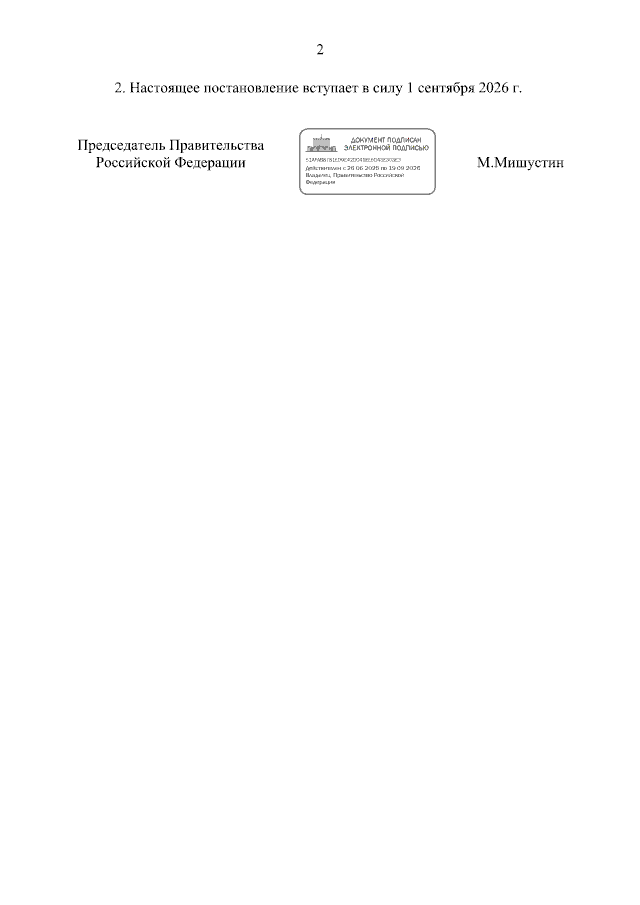 2
2. Настоящее постановление вступает в силу 1 сентября 2026 г.
Председатель Правительства
Российской Федерации
ДОКУМЕНТ ПОДПИСАН
ЭЛЕКТРОННОЙ ПОДПИСЬЮ
Действителен с 26 06 2025 по 19 09 2026
Владелец: Правительство Российской
Федерации
М.Мишустин